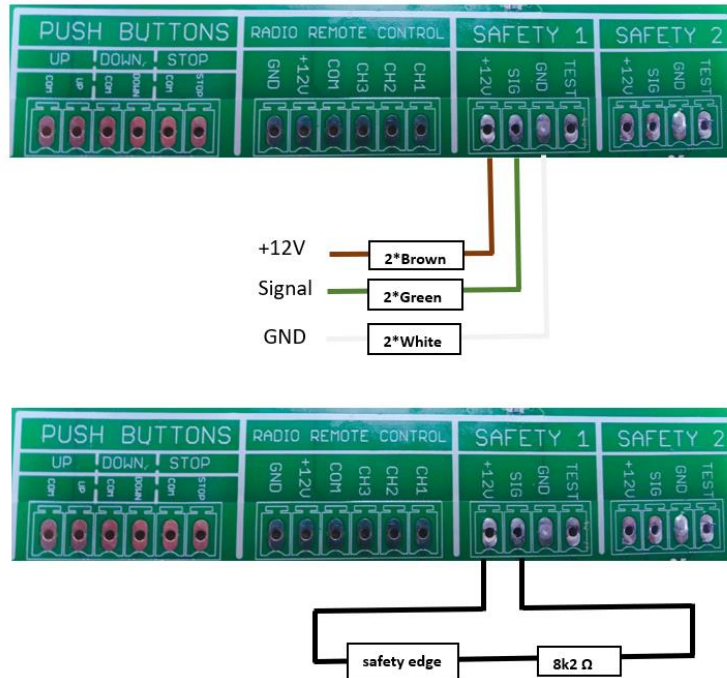 PUSH BUTTONS
RADIO REMOTE CONTROL
SAFETY 1
SAFETY 2
UP
DOWN,
STOP
COM
UP
COM
DOWN
COM
STOP
GND
+12V
COM
CH3
CH2
CH1
+12V
SIG
GND
TEST
+12V
SIG
GND
TEST
+12V
2*Brown
Signal
2*Green
GND
2*White
PUSH BUTTONS
RADIO REMOTE CONTROL
SAFETY 1
SAFETY 2
UP
DOWN,
STOP
COM
UP
COM
DOWN
COM
STOP
GND
+12V
COM
CH3
CH2
CH1
+12V
SIG
GND
TEST
+12V
SIG
GND
TEST
safety edge
8k2 Ω